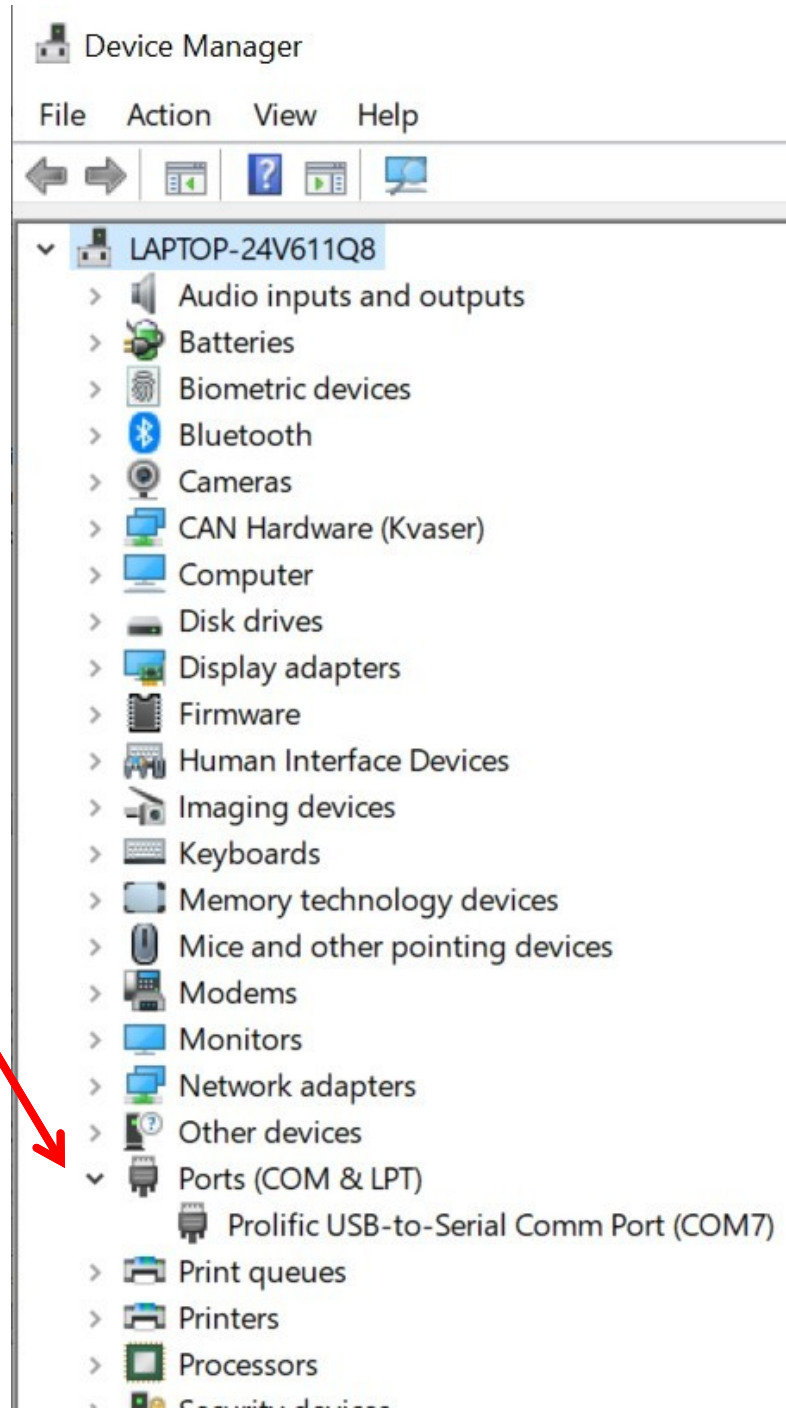 Device Manager
File Action View Help
LAPTOP-24V611Q8
Audio inputs and outputs
Batteries
Biometric devices
Bluetooth
Cameras
CAN Hardware (Kvaser)
Computer
Disk drives
Display adapters
Firmware
Human Interface Devices
Imaging devices
Keyboards
Memory technology devices
Mice and other pointing devices
Modems
Monitors
Network adapters
Other devices
Ports (COM & LPT)
Prolific USB-to-Serial Comm Port (COM7)
Print queues
Printers
Processors
Security devices